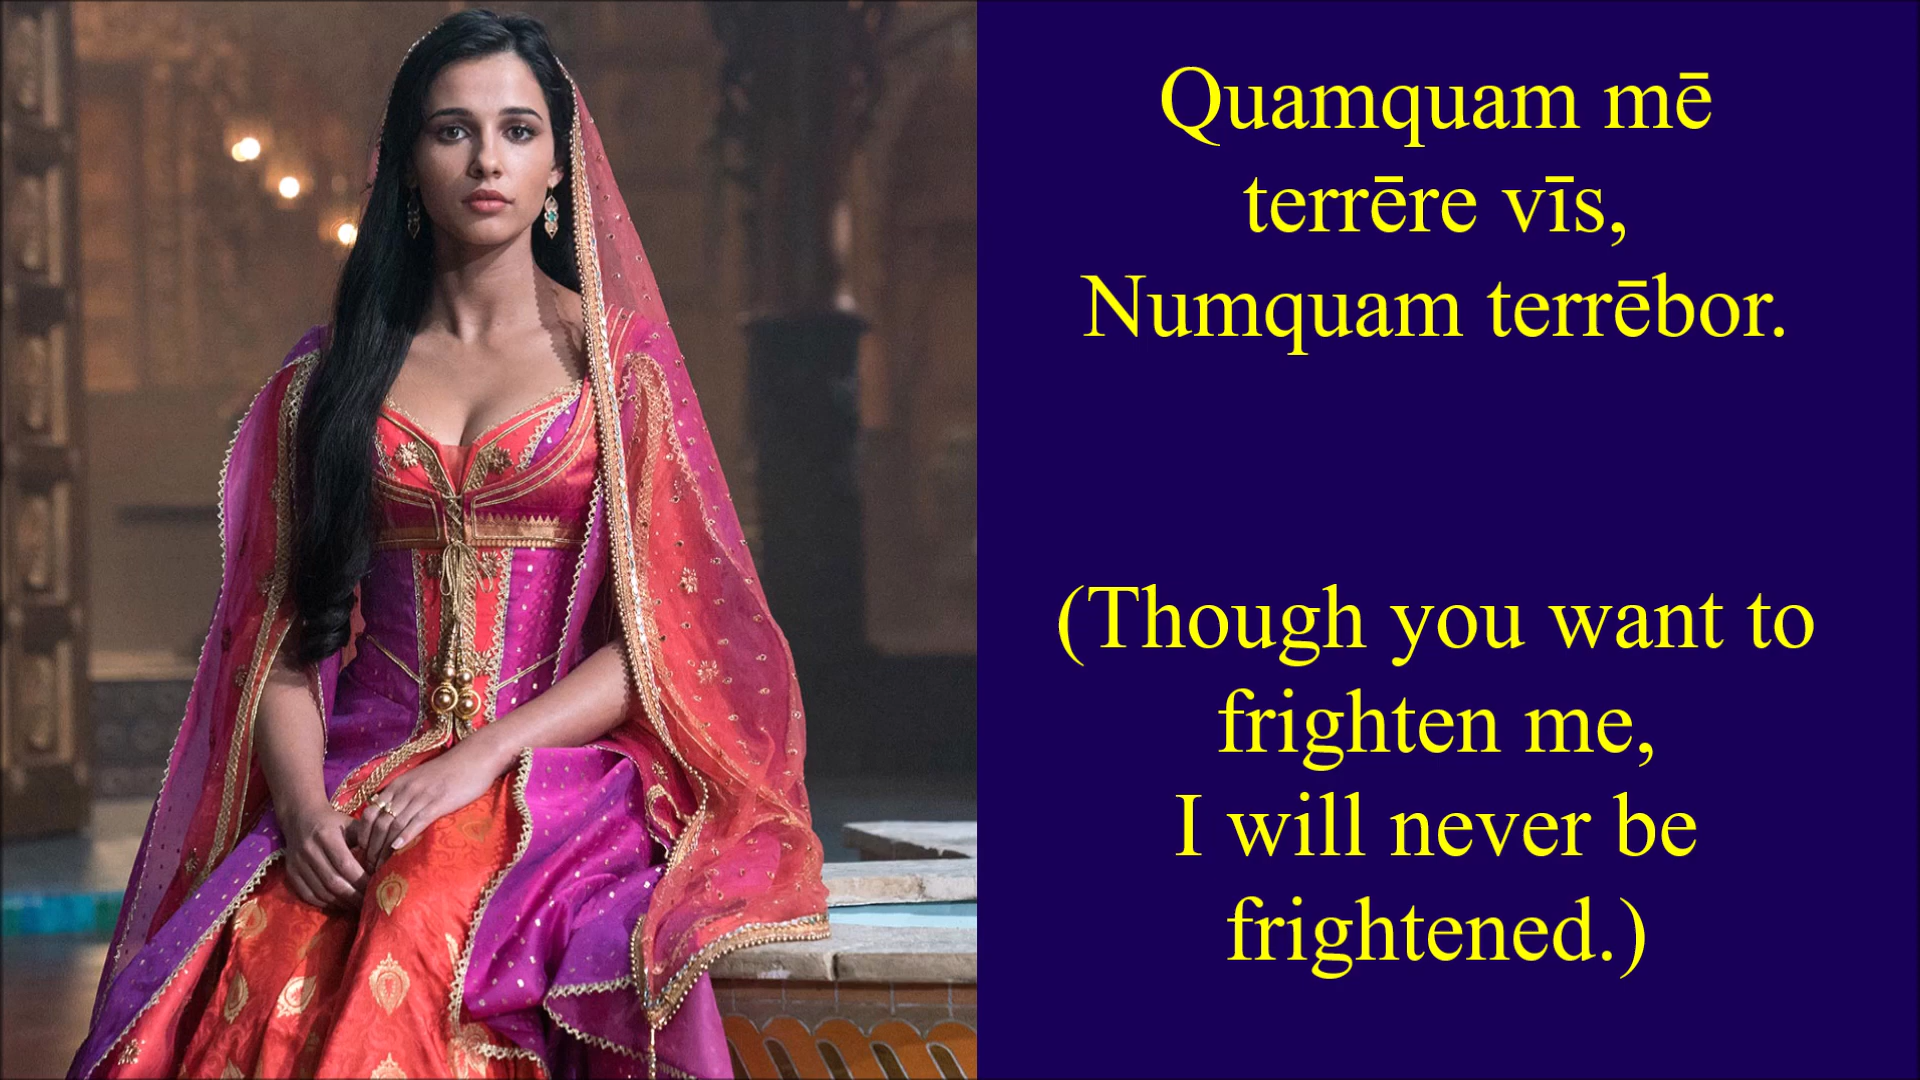 Quamquam mē
terrēre vīs,
Numquam terrēbor.
(Though you want to
frighten me,
I will never be
frightened.)